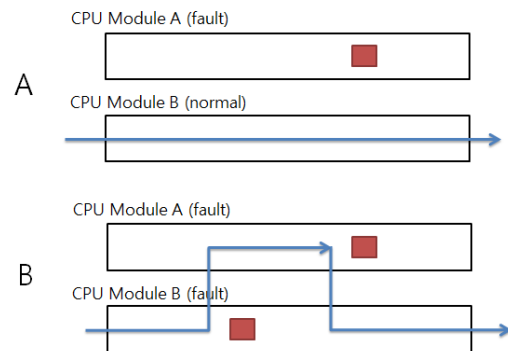 CPU Module A (fault)
A
CPU Module B (normal)
CPU Module A (fault)
B
CPU Module B (fault)